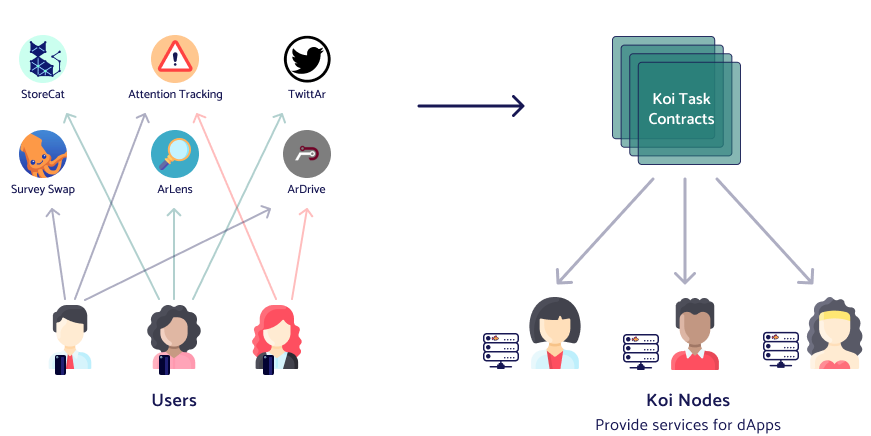 StoreCat
Attention Tracking
TwittAr
Survey Swap
ArLens
ArDrive
Users
Koi Task
Contracts
Koi Nodes
Provide services for dApps